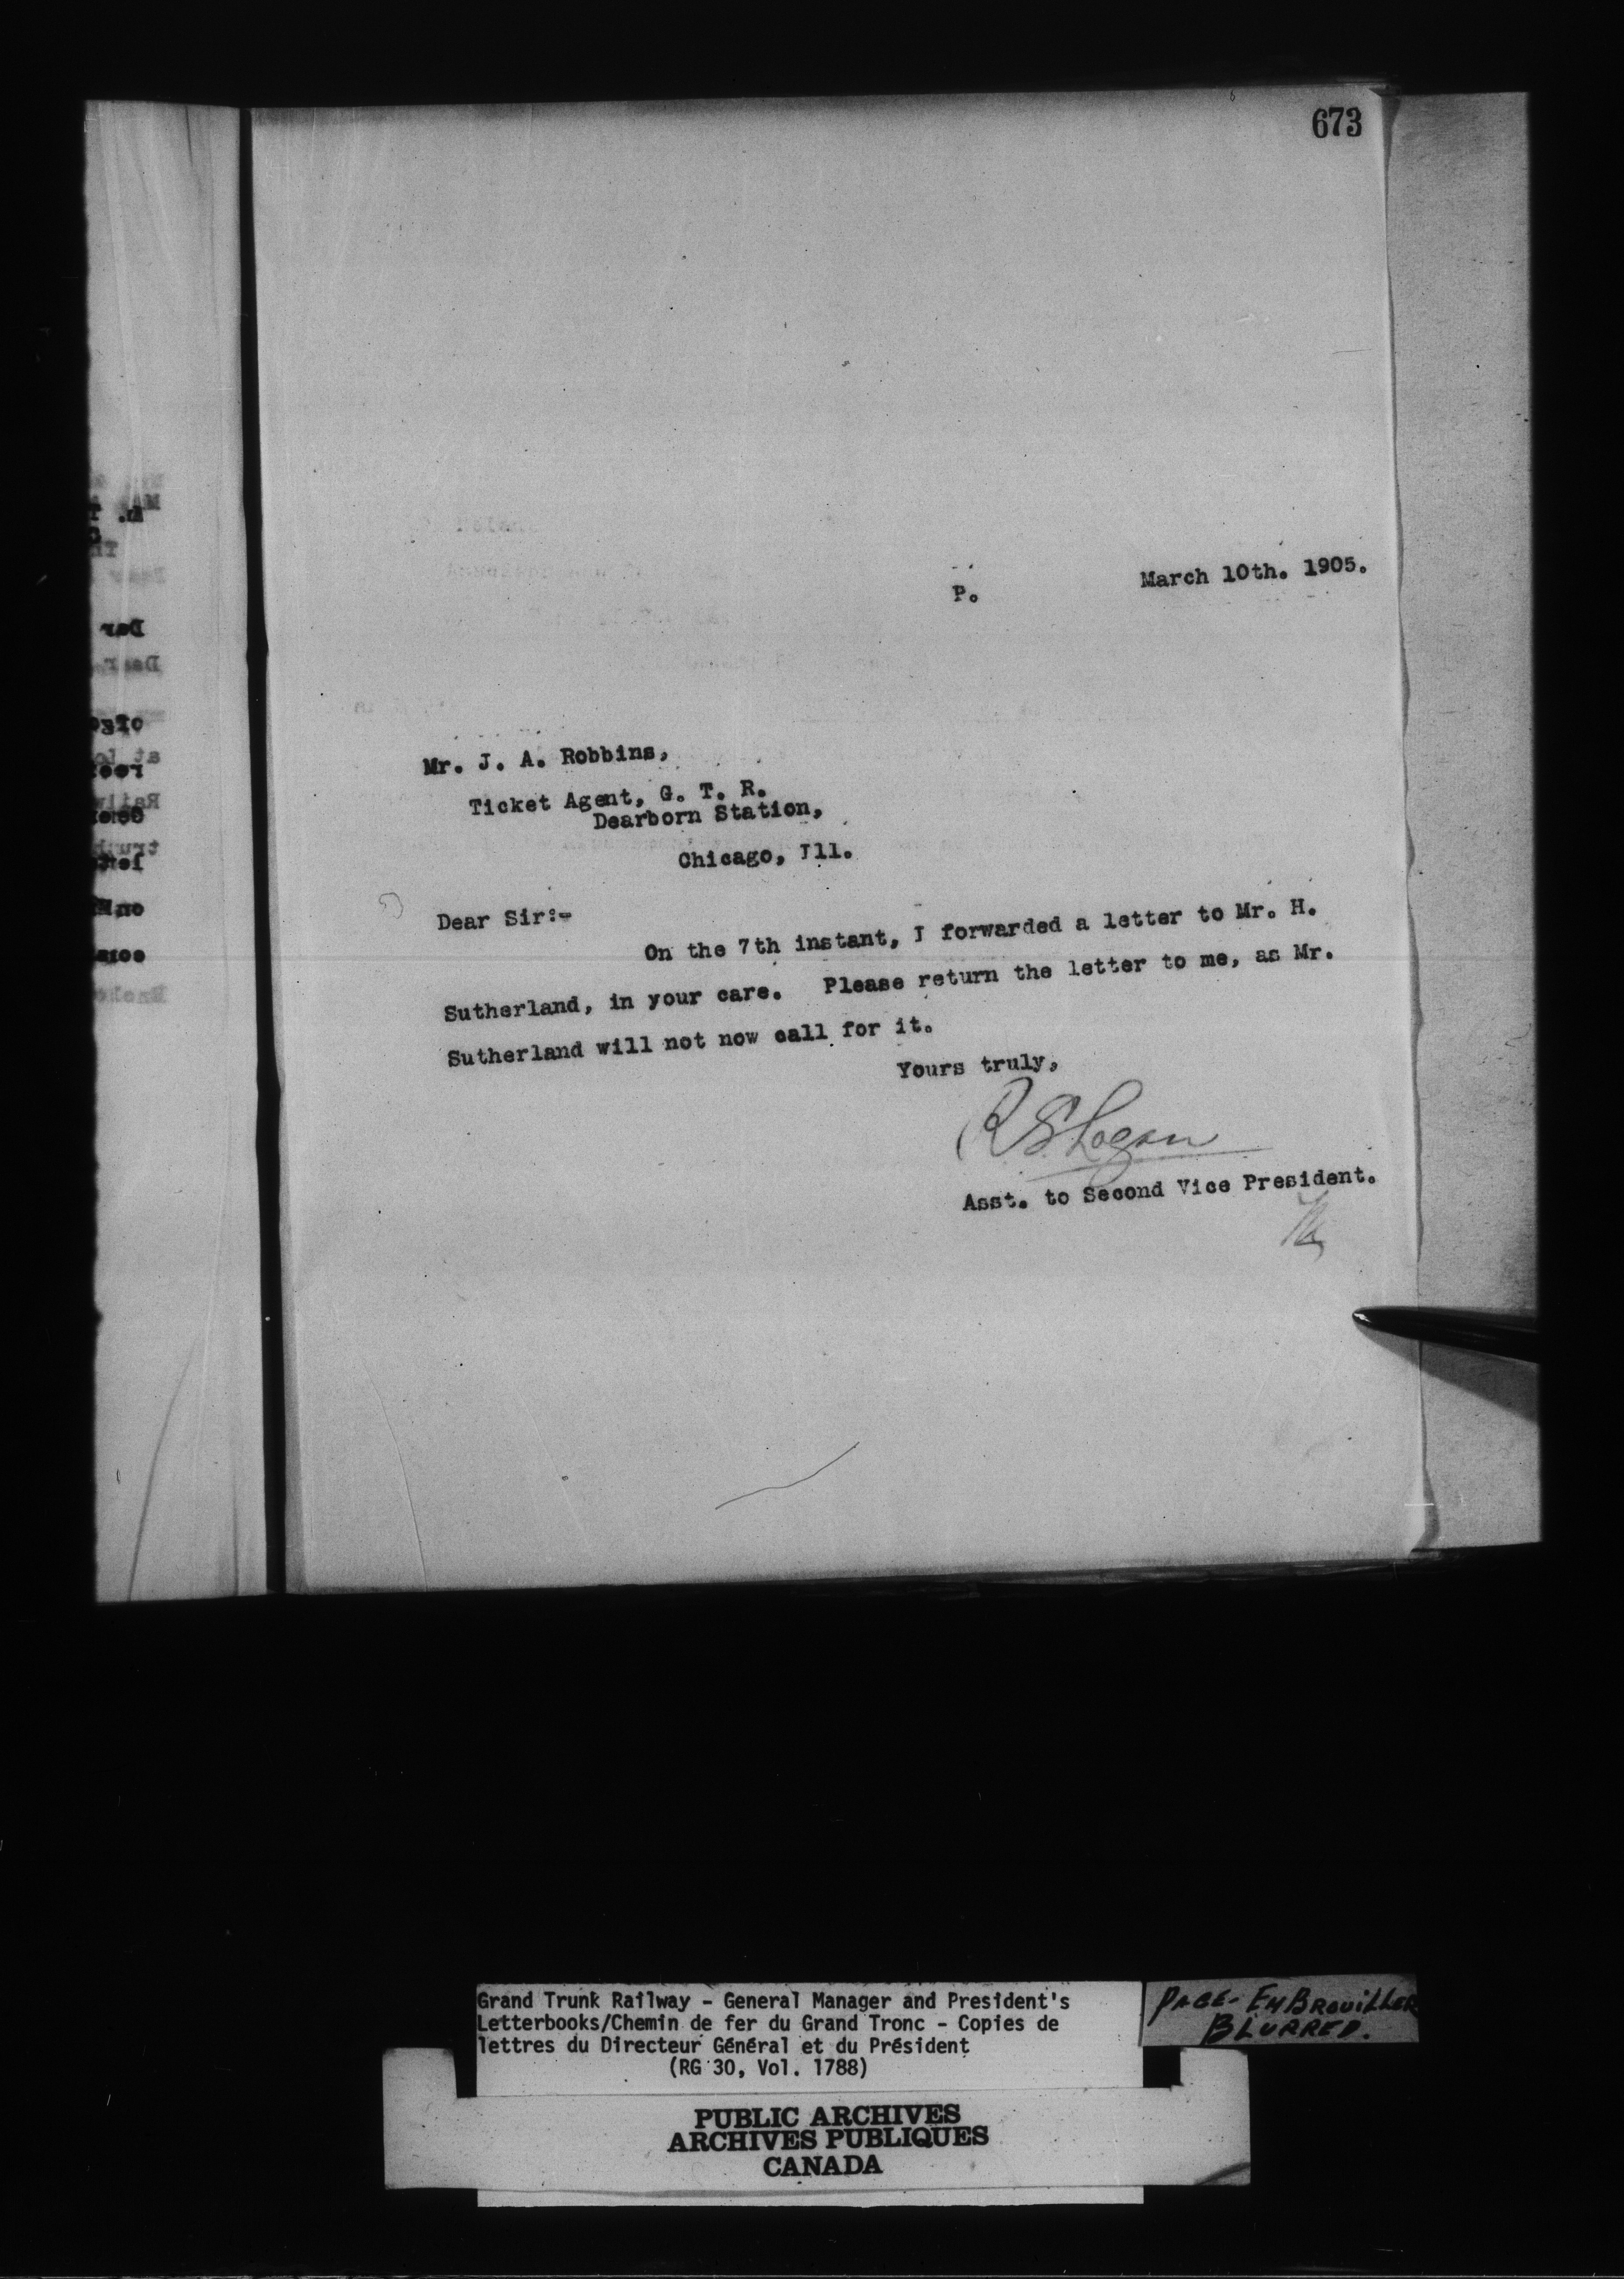 673
P.
March 10th. 1905.
Mr. J. A. Robbins,
Ticket Agent, G. T. R.
Dearborn Station,
Chicago, Ill.
Dear Sir:-
On the 7th instant, I forwarded a letter to Mr. H.
Sutherland, in your care. Please return the letter to me, as Mr.
Sutherland will not now call for it.
Yours truly,
R S Logan
Asst. to Second Vice President.
Grand Trunk Railway - General Manager and President's
Letterbooks/Chemin de fer du Grand Tronc - Copies de
lettres du Directeur Général et du Président
(RG 30, Vol. 1788)
PAGE - EMBROUILLER
BLURRED.
PUBLIC ARCHIVES
ARCHIVES PUBLIQUES
CANADA